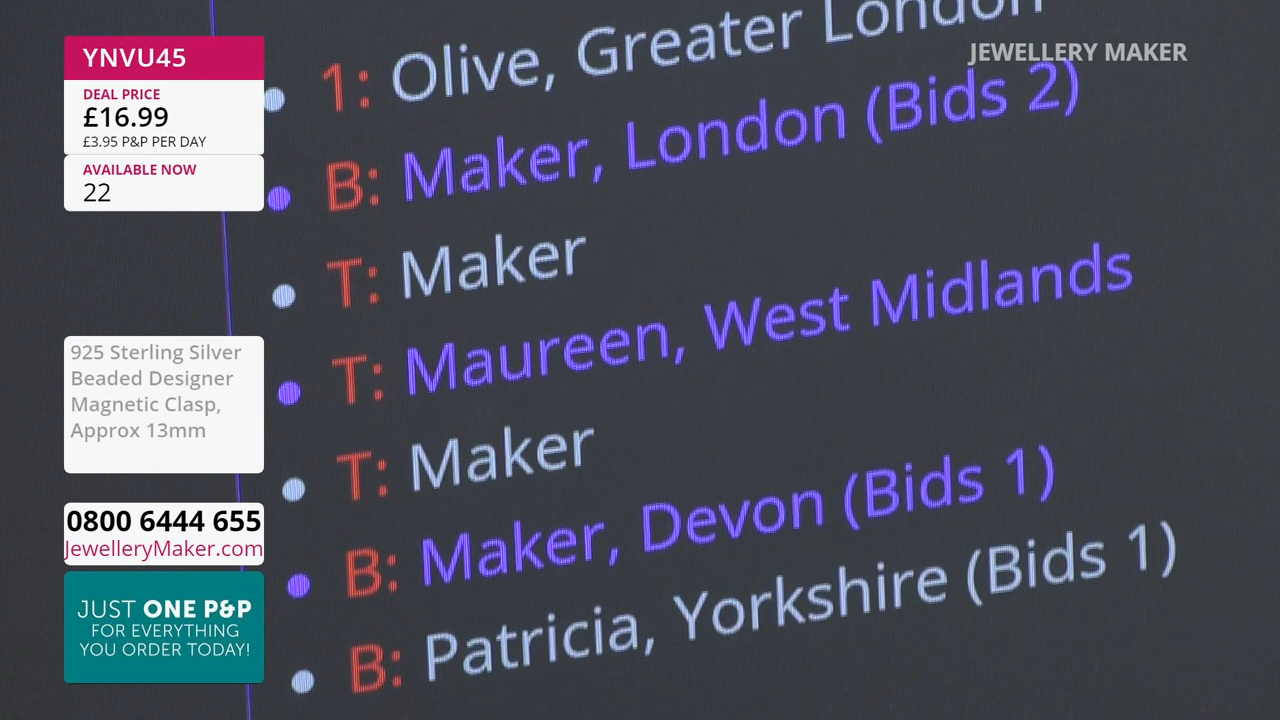 YNVU45
DEAL PRICE
£16.99
£3.95 P&P PER DAY
AVAILABLE NOW
22
925 Sterling Silver
Beaded Designer
Magnetic Clasp,
Approx 13mm
0800 6444 655
JewelleryMaker.com
JUST ONE P&P
FOR EVERYTHING
YOU ORDER TODAY!
JEWELLERY MAKER
1: Olive, Greater London
B: Maker, London (Bids 2)
T: Maker
T: Maureen, West Midlands
T: Maker
B: Maker, Devon (Bids 1)
B: Patricia, Yorkshire (Bids 1)